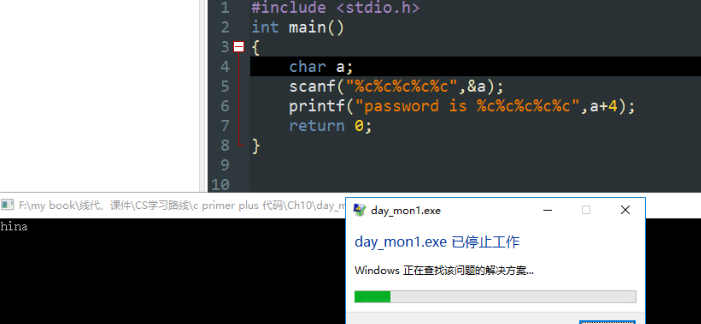 1 #include <stdio.h>
2 int main()
3 {
4 char a;
5 scanf("%c%c%c%c%c",&a);
6 printf("password is %c%c%c%c%c",a+4);
7 return 0;
8 }
9
10
F:\my book\线代、课件\CS学习路线\c primer plus 代码\Ch10\day_m
hina
day_mon1.exe
day_mon1.exe 已停止工作
Windows 正在查找该问题的解决方案...